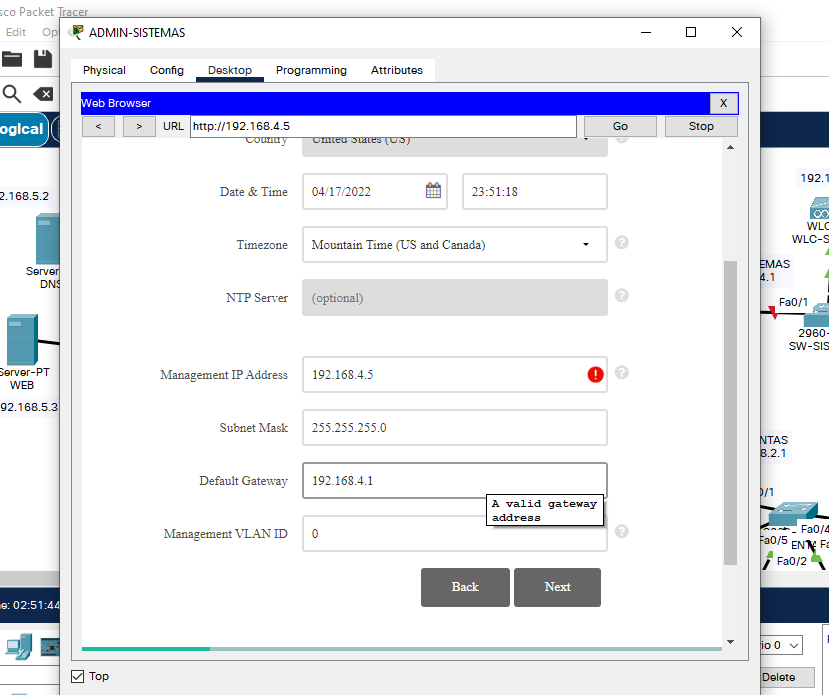 sco Packet Tracer
Edit
ADMIN-SISTEMAS
Physical Config Desktop Programming Attributes
Web Browser X
< > URL http://192.168.4.5 Go Stop
ogical
Country United States (US)
Date & Time 04/17/2022 23:51:18
Timezone Mountain Time (US and Canada)
NTP Server (optional)
Management IP Address 192.168.4.5
Subnet Mask 255.255.255.0
Default Gateway 192.168.4.1
A valid gateway
address
Management VLAN ID 0
Back Next
Top
2.168.5.2
Server
DNS
Server-PT
WEB
92.168.5.3
e: 02:51:44
192.1
WLC
WLC-S
EMAS
4.1
Fa0/1
2960-
SW-SIS
NTAS
8.2.1
0/1
Fa0/4
Fa0/5
Fa0/2
io 0
Delete